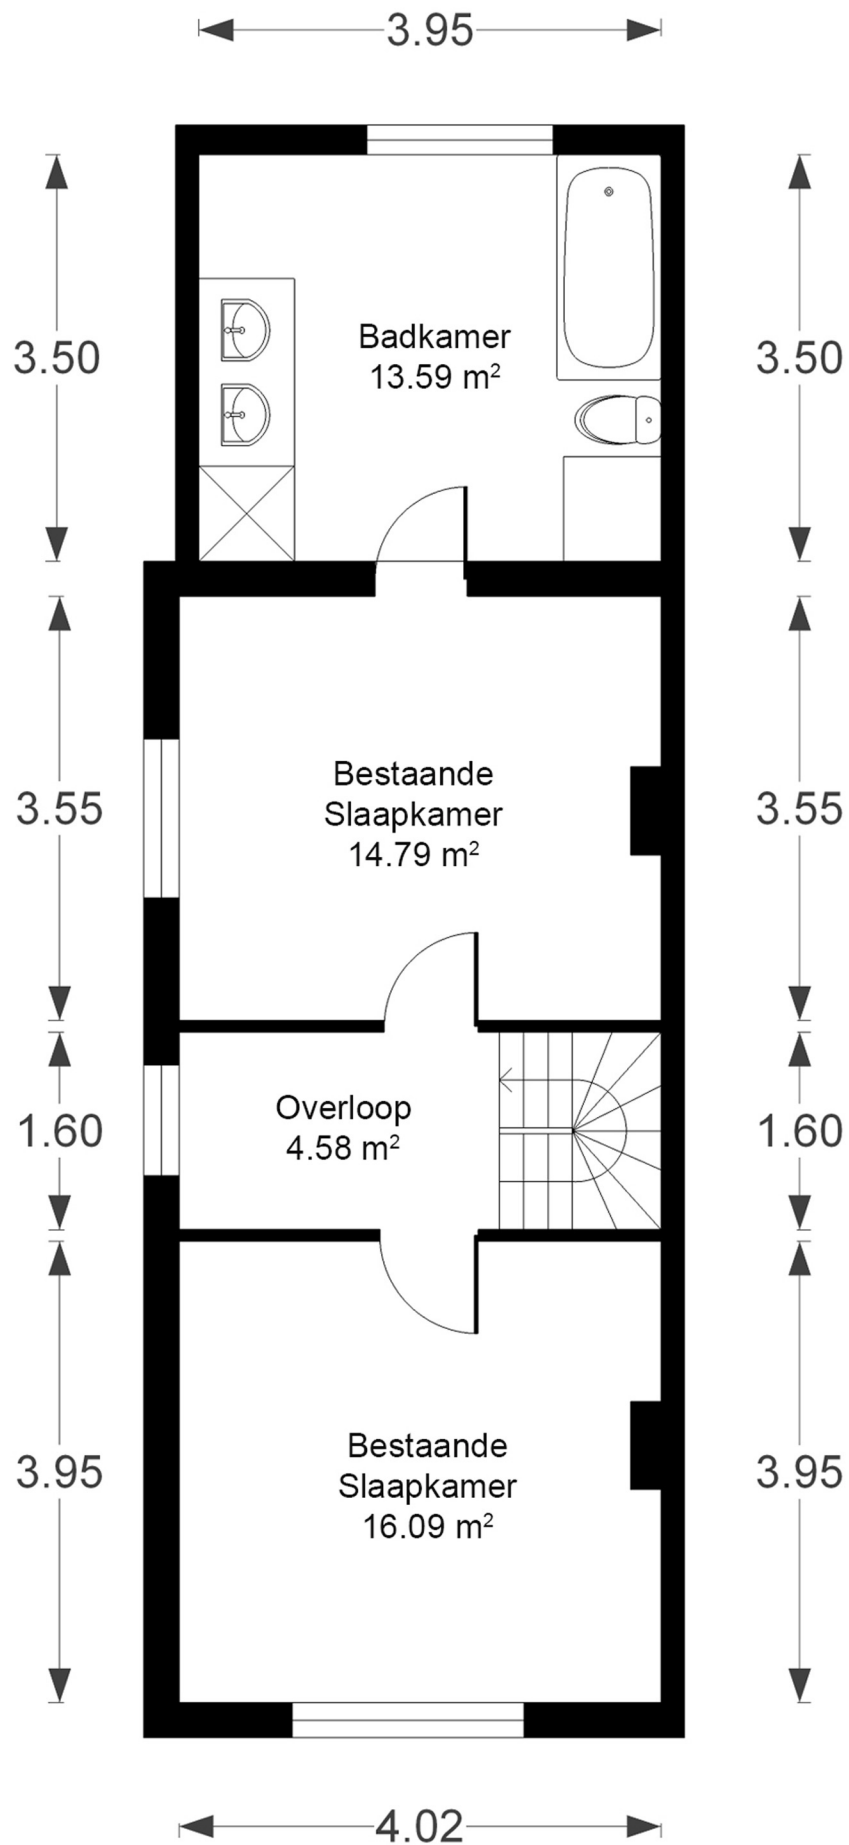 3.95
Badkamer
13.59 m²
3.50
3.50
Bestaande
Slaapkamer
14.79 m²
3.55
3.55
Overloop
4.58 m²
1.60
1.60
Bestaande
Slaapkamer
16.09 m²
3.95
3.95
4.02